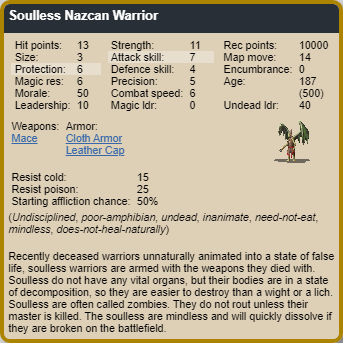 Soulless Nazcan Warrior
Hit points: 13 Strength: 11 Rec points: 10000
Size: 3 Attack skill: 7 Map move: 14
Protection: 6 Defence skill: 4 Encumbrance: 0
Magic res: 6 Precision: 5 Age: 187
Morale: 50 Combat speed: 6 (500)
Leadership: 10 Magic ldr: 0 Undead ldr: 40
Weapons: Armor:
Mace Cloth Armor
Leather Cap
Resist cold: 15
Resist poison: 25
Starting affliction chance: 50%
(Undisciplined, poor-amphibian, undead, inanimate, need-not-eat,
mindless, does-not-heal-naturally)
Recently deceased warriors unnaturally animated into a state of false
life, soulless warriors are armed with the weapons they died with.
Soulless do not have any vital organs, but their bodies are in a state
of decomposition, so they are easier to destroy than a wight or a lich.
Soulless are often called zombies. They do not rout unless their
master is killed. The soulless are mindless and will quickly dissolve if
they are broken on the battlefield.